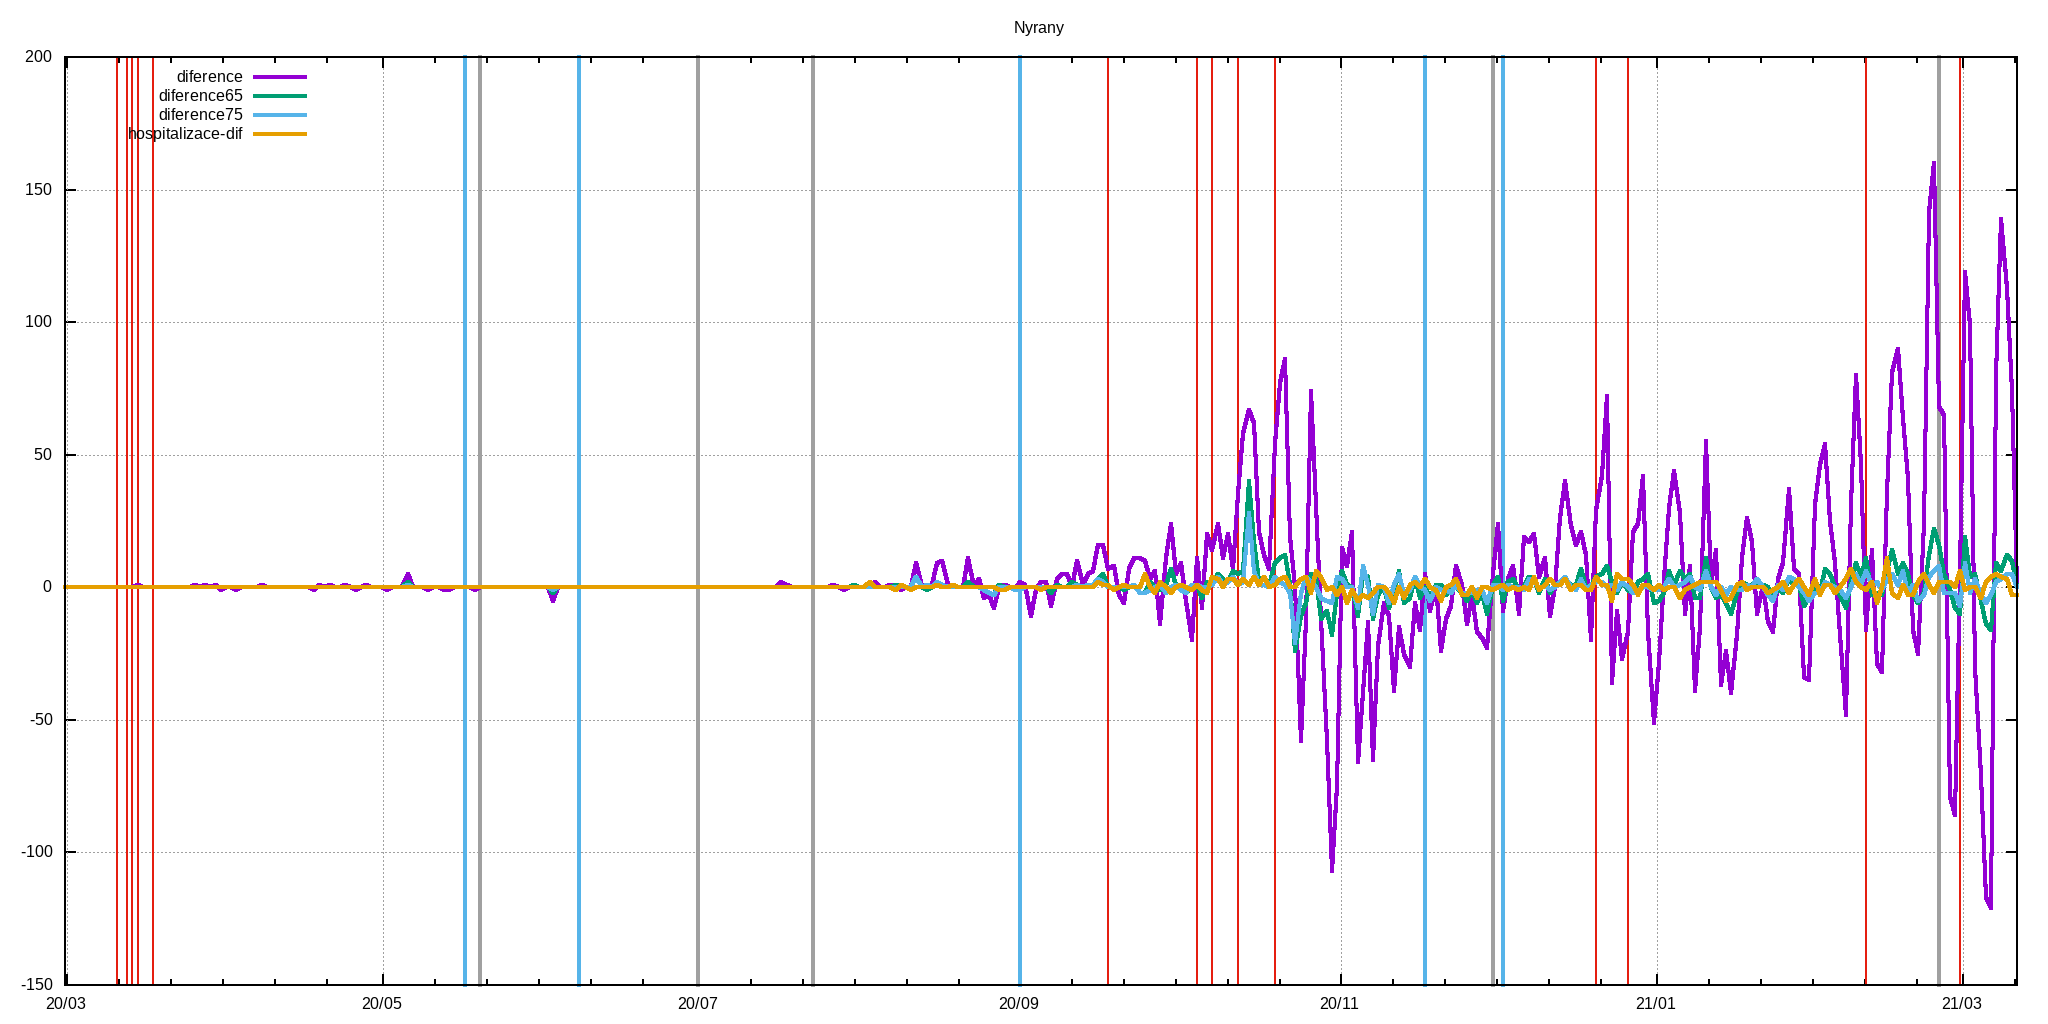 Nyrany
200
diference
diference65
diference75
hospitalizace-dif
150
100
50
0
-50
-100
-150
20/03 20/05 20/07 20/09 20/11 21/01 21/03